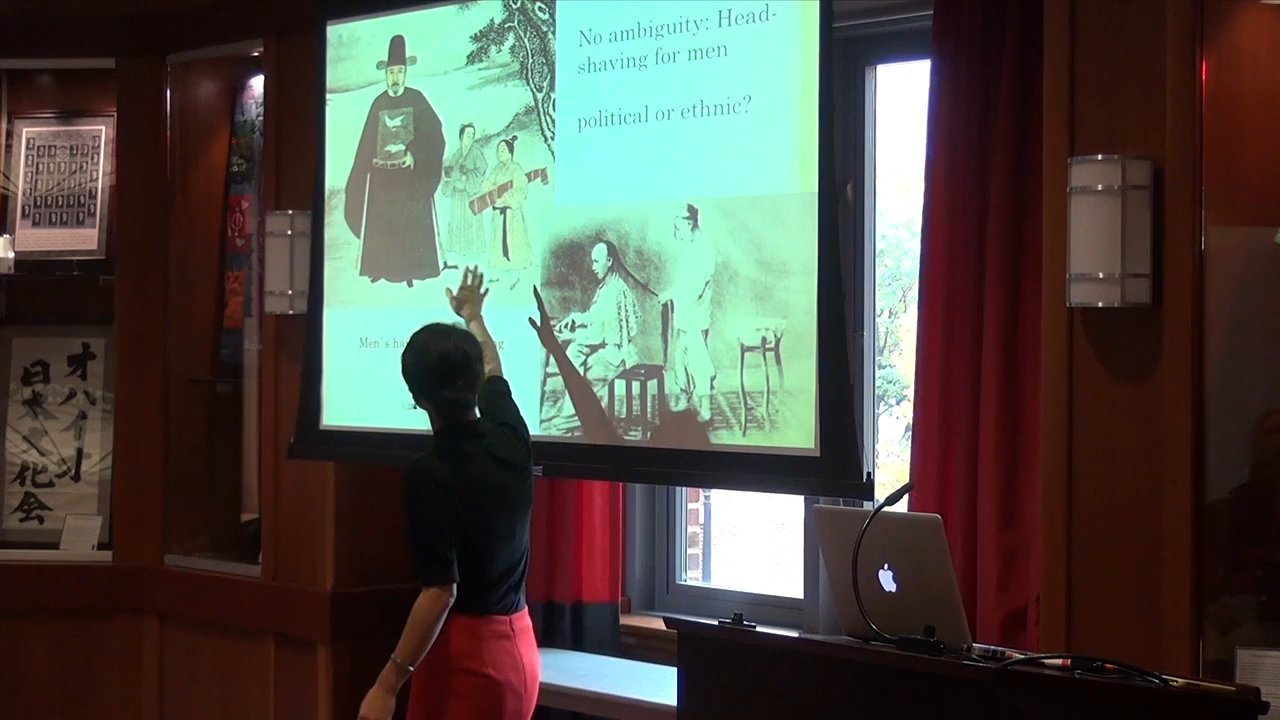 No ambiguity: Head-
shaving for men
political or ethnic?
Men's
オハイオ
日本文化会